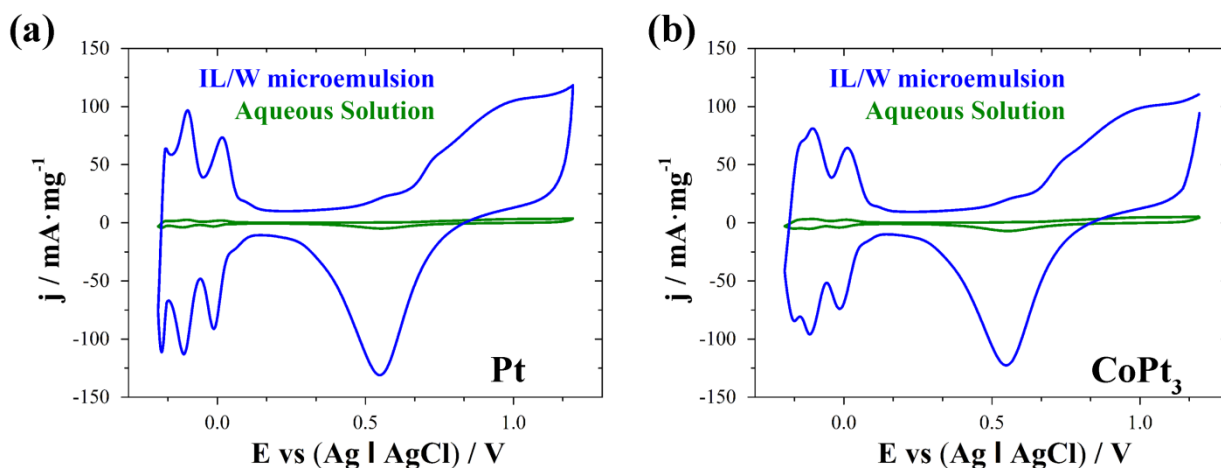 (a)
150
100
50
0
-50
-100
-150
j / mA·mg-1
IL/W microemulsion
Aqueous Solution
Pt
0.0 0.5 1.0
E vs (Ag | AgCl) / V
(b)
150
100
50
0
-50
-100
-150
j / mA·mg-1
IL/W microemulsion
Aqueous Solution
CoPt3
0.0 0.5 1.0
E vs (Ag | AgCl) / V